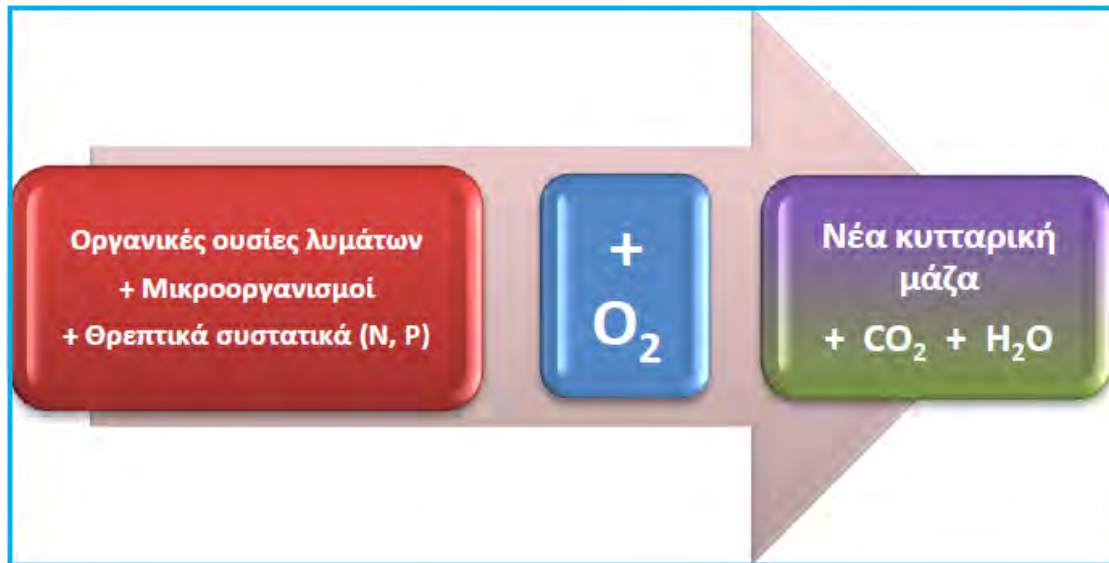 Οργανικές ουσίες λυμάτων
+ Μικροοργανισμοί
+ Θρεπτικά συστατικά (N, P)
+
O₂
Νέα κυτταρική
μάζα
+ CO₂ + H₂O